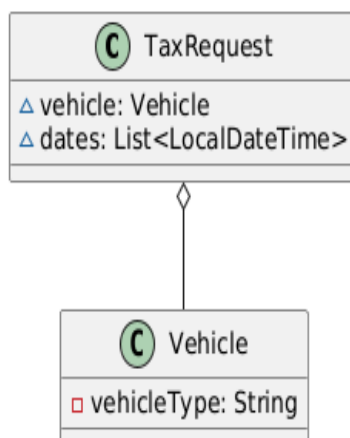 C TaxRequest
vehicle: Vehicle
dates: List<LocalDateTime>
C Vehicle
vehicleType: String